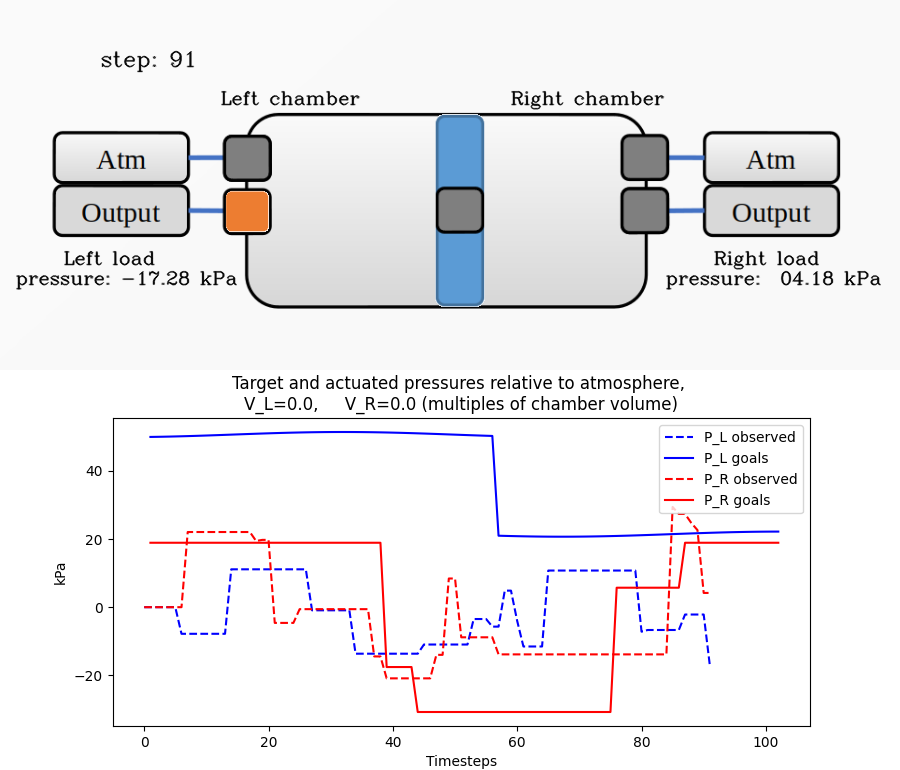 step: 91
Left chamber
Right chamber
Atm
Atm
Output
Output
Left load
pressure: -17.28 kPa
Right load
pressure: 04.18 kPa
Target and actuated pressures relative to atmosphere,
V_L=0.0, V_R=0.0 (multiples of chamber volume)
P_L observed
P_L goals
P_R observed
P_R goals
kPa
40
20
0
−20
0 20 40 60 80 100
Timesteps